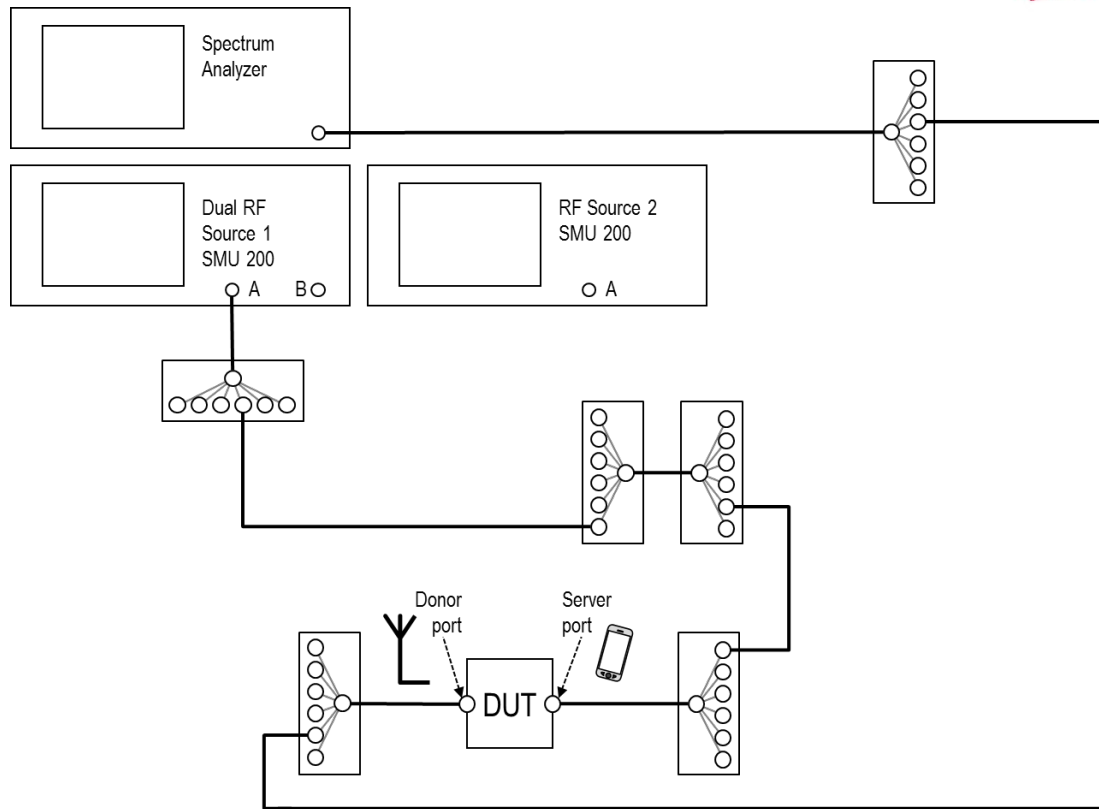 Spectrum
Analyzer
Dual RF
Source 1
SMU 200
A
B
RF Source 2
SMU 200
A
Donor
port
Server
port
DUT